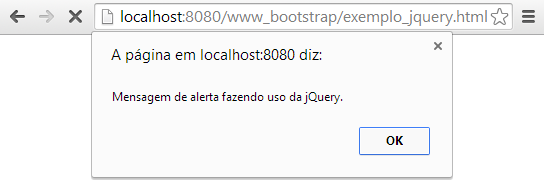 localhost:8080/www_bootstrap/exemplo_jquery.html
A página em localhost:8080 diz:
Mensagem de alerta fazendo uso da jQuery.
OK